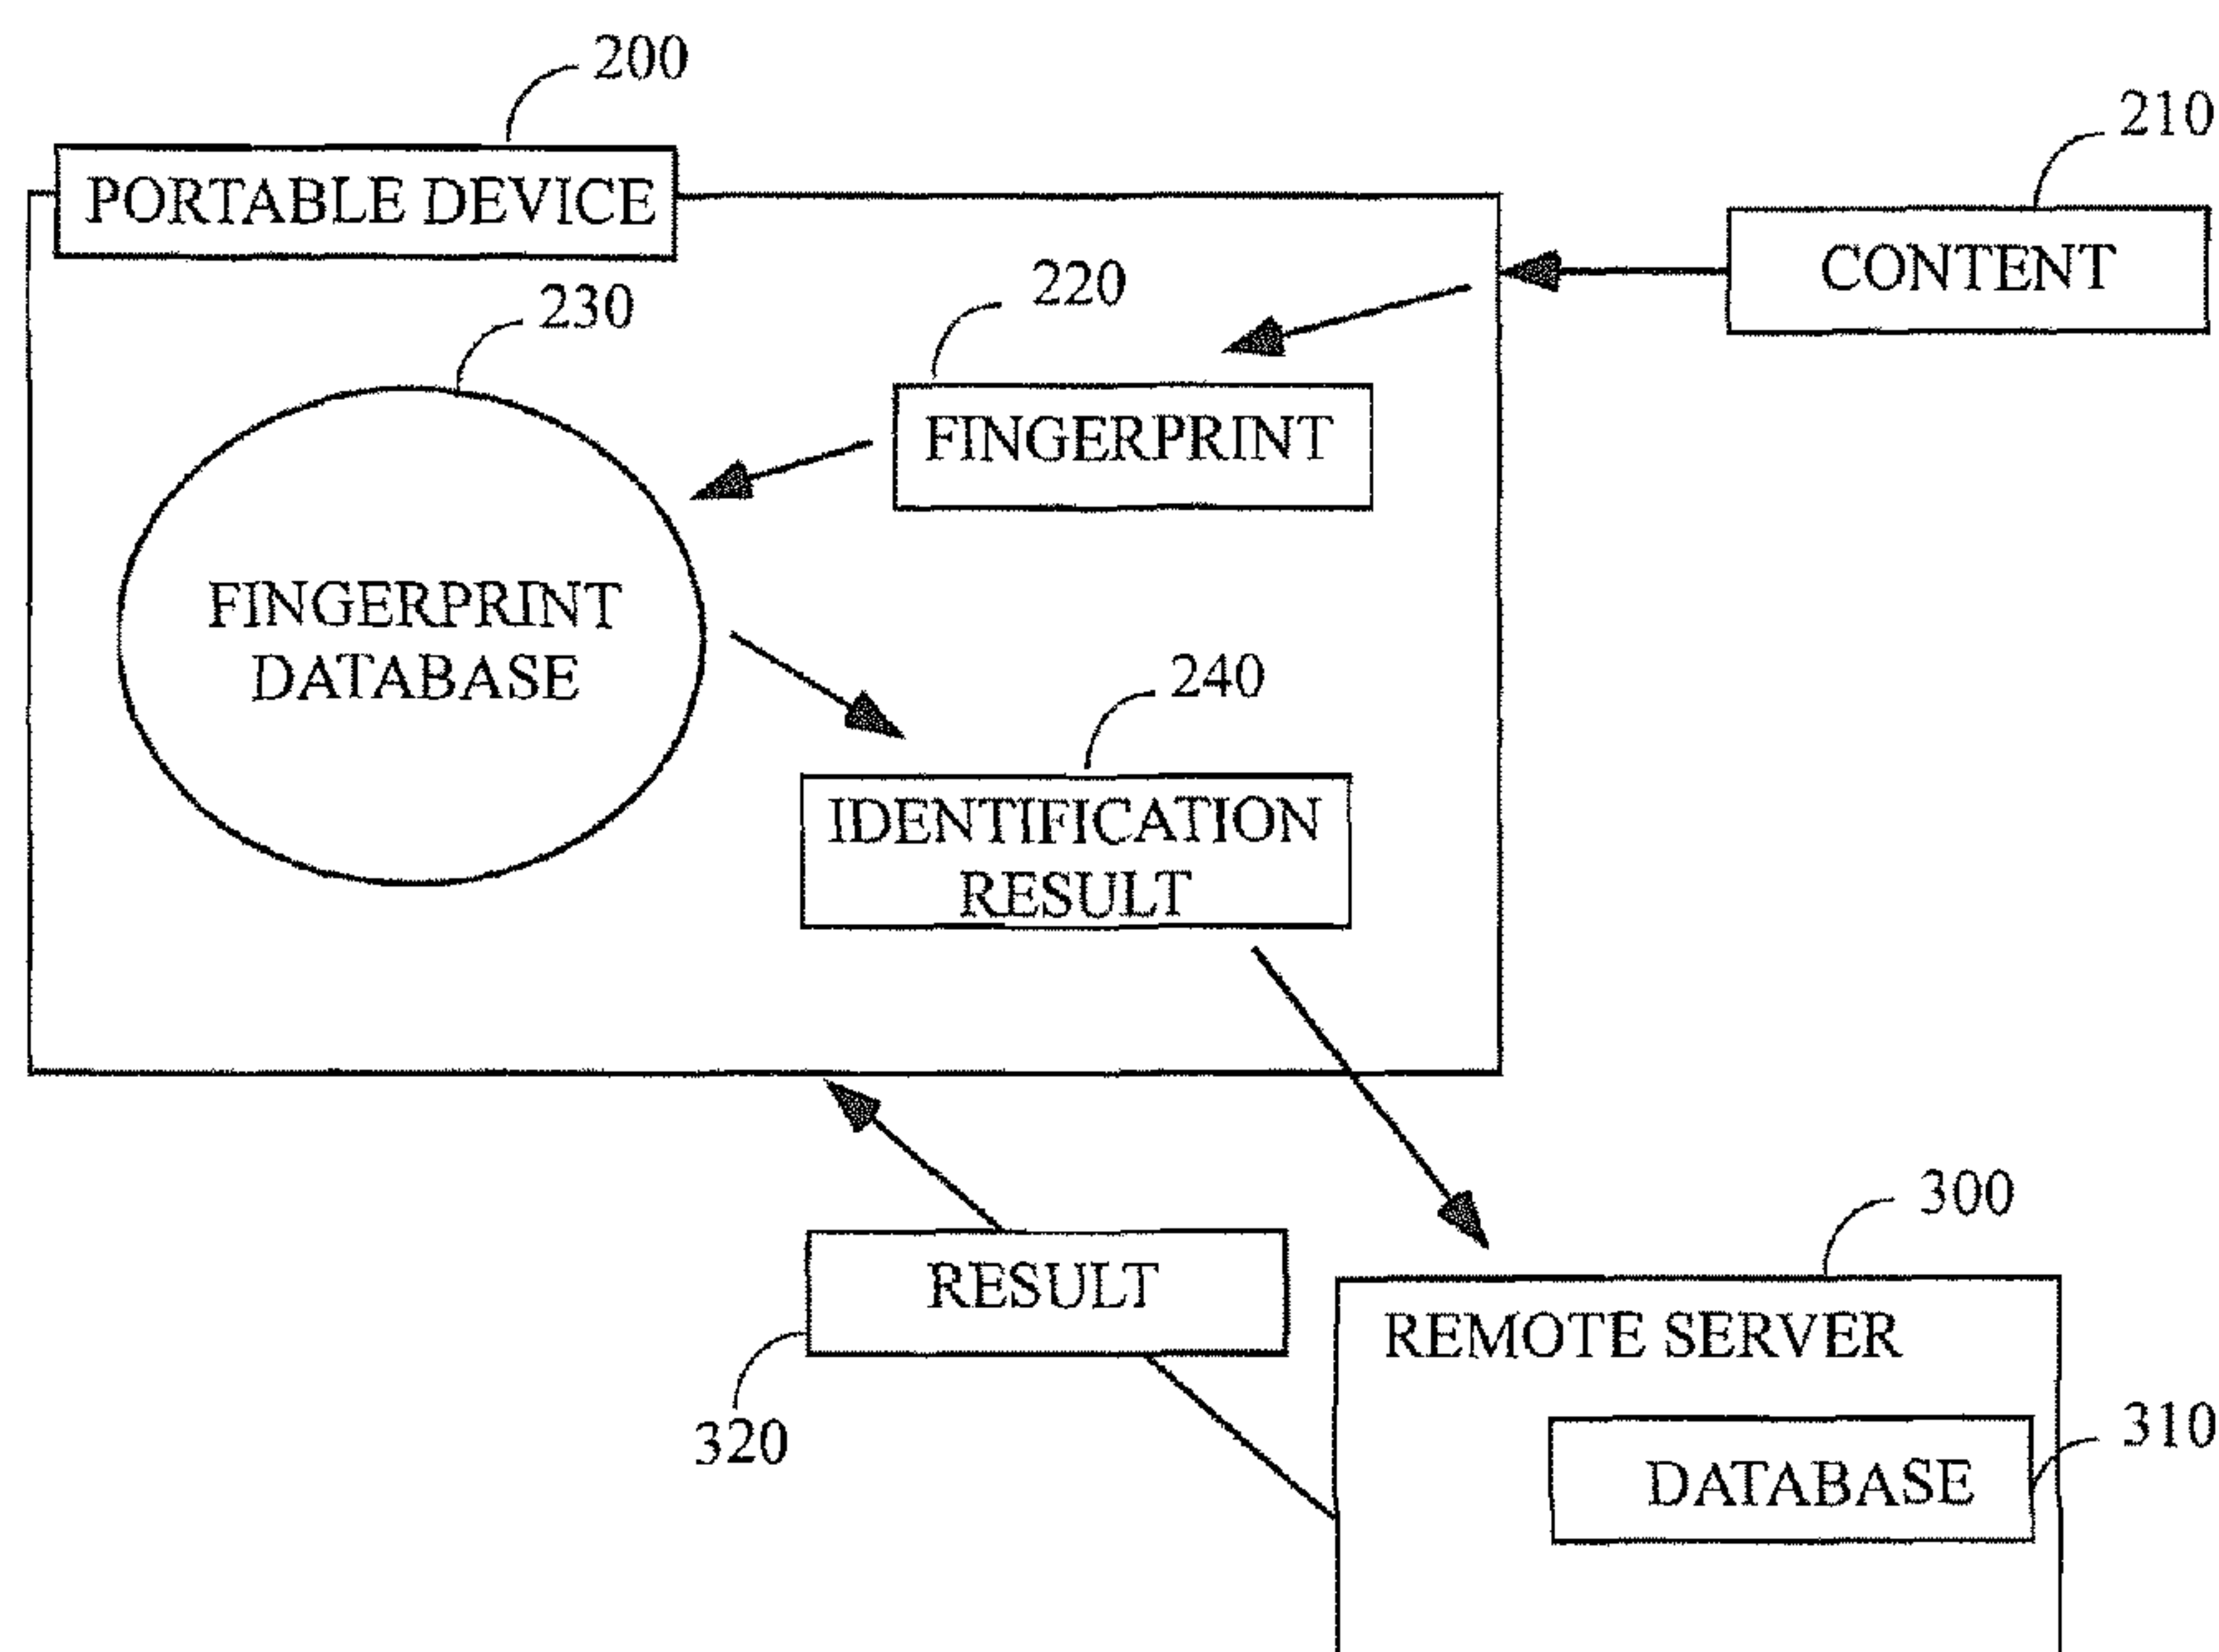 200
210
PORTABLE DEVICE
CONTENT
220
230
FINGERPRINT
FINGERPRINT
DATABASE
240
IDENTIFICATION
RESULT
300
RESULT
REMOTE SERVER
320
310
DATABASE